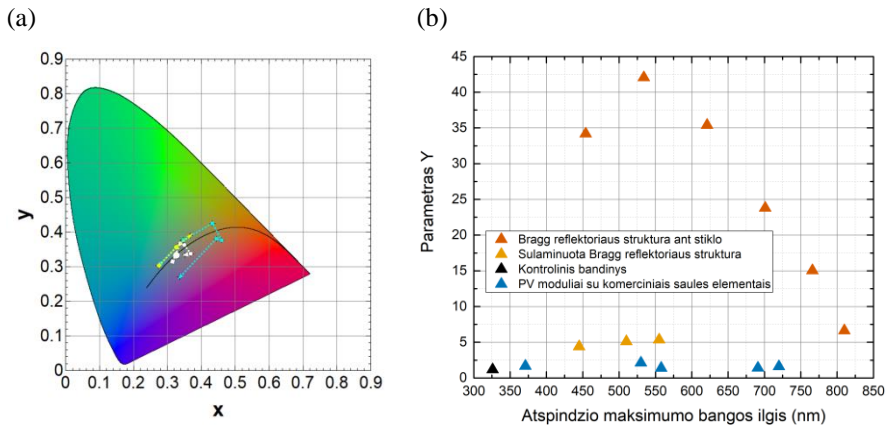 (a)
(b)
0.9
0.8
0.7
0.6
0.5
0.4
0.3
0.2
0.1
0
y
0 0.1 0.2 0.3 0.4 0.5 0.6 0.7 0.8 0.9
x
45
40
35
30
25
20
15
10
5
0
Parametras Y
Bragg reflektoriaus struktura ant stiklo
Sulaminuota Bragg reflektoriaus struktura
Kontrolinis bandinys
PV moduliai su komerciniais saules elementais
300 350 400 450 500 550 600 650 700 750 800 850
Atspindzio maksimumo bangos ilgis (nm)